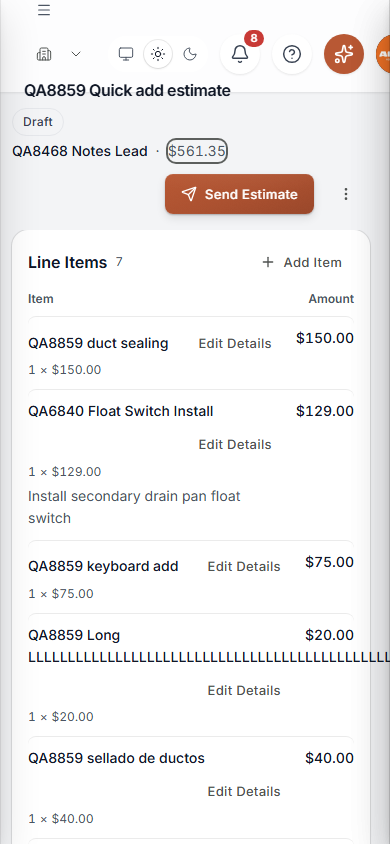 8
QA8859 Quick add estimate
Draft
QA8468 Notes Lead · $561.35
Send Estimate
Line Items 7
Add Item
Item Amount
QA8859 duct sealing Edit Details $150.00
1 × $150.00
QA6840 Float Switch Install $129.00
Edit Details
1 × $129.00
Install secondary drain pan float
switch
QA8859 keyboard add Edit Details $75.00
1 × $75.00
QA8859 Long $20.00
Edit Details
1 × $20.00
QA8859 sellado de ductos $40.00
Edit Details
1 × $40.00